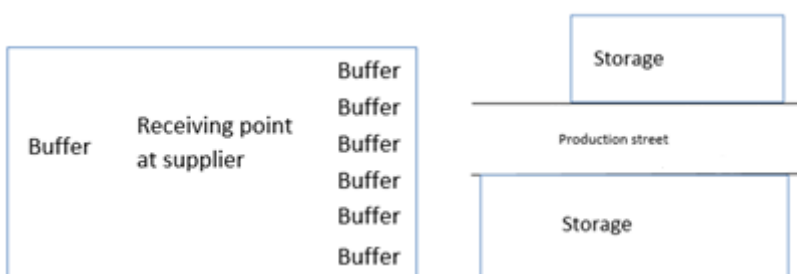 Buffer
Receiving point
at supplier
Buffer
Buffer
Buffer
Buffer
Buffer
Buffer
Storage
Production street
Storage